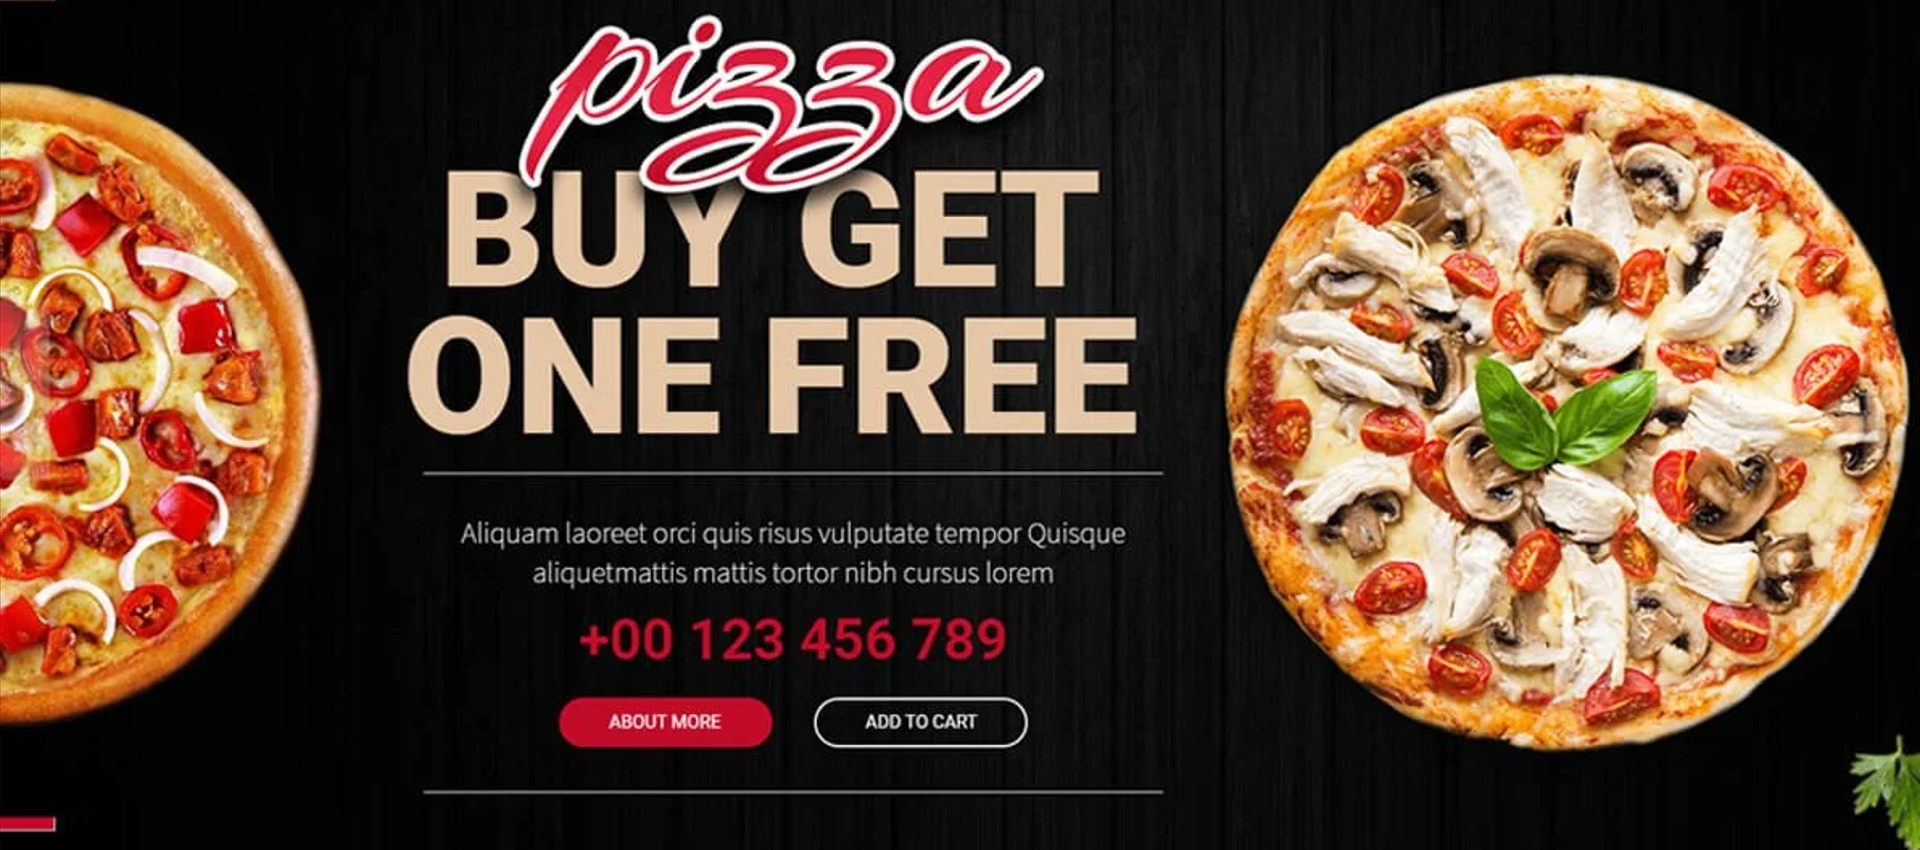 pizza
BUY GET
ONE FREE
Aliquam laoreet orci quis risus vulputate tempor Quisque
aliquetmattis mattis tortor nibh cursus lorem
+00 123 456 789
ABOUT MORE
ADD TO CART